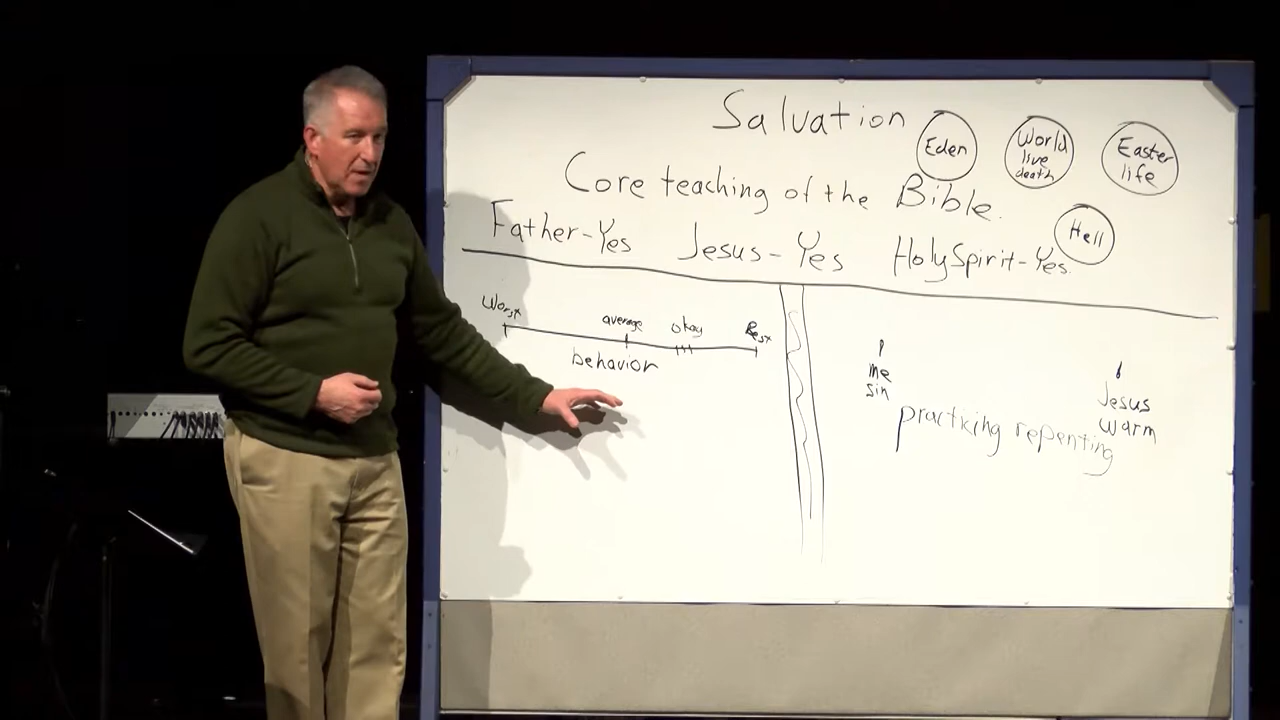 Salvation
Eden
World
live
death
Easter
life
Core teaching of the Bible.
Hell
Father-Yes Jesus-Yes Holy Spirit-Yes.
Worst average okay Best
behavior
me
sin
Jesus
warm
practicing repenting